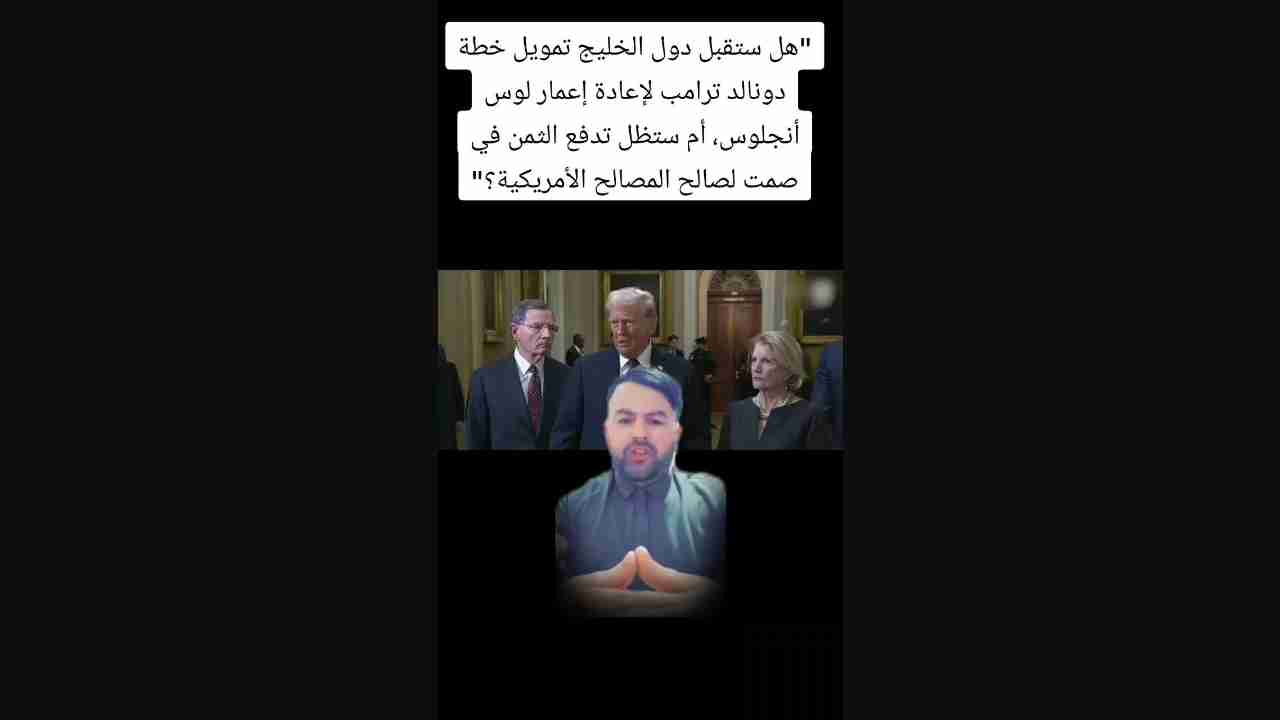 "هل ستقبل دول الخليج تمويل خطة
دونالد ترامب لإعادة إعمار لوس
أنجلوس، أم ستظل تدفع الثمن في
صمت لصالح المصالح الأمريكية؟"